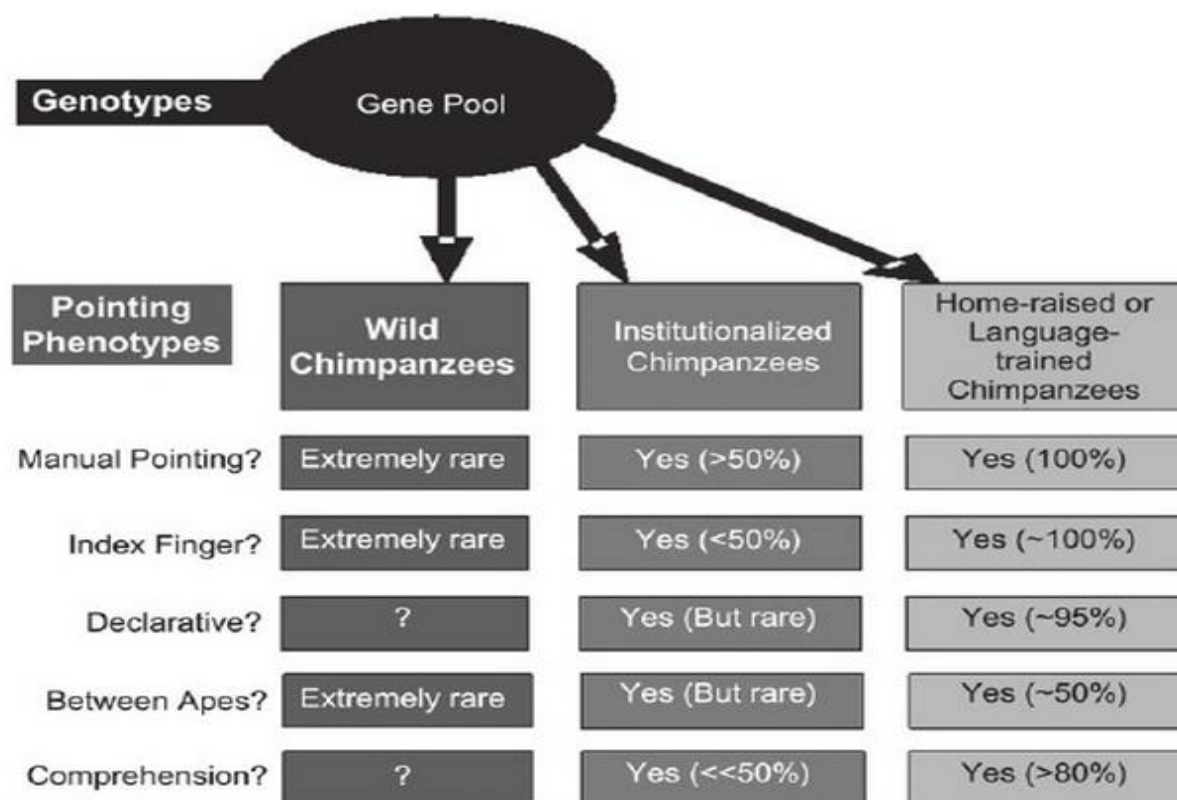 Genotypes
Gene Pool
Pointing
Phenotypes
Wild
Chimpanzees
Institutionalized
Chimpanzees
Home-raised or
Language-
trained
Chimpanzees
Manual Pointing?
Extremely rare
Yes (>50%)
Yes (100%)
Index Finger?
Extremely rare
Yes (<50%)
Yes (~100%)
Declarative?
?
Yes (But rare)
Yes (~95%)
Between Apes?
Extremely rare
Yes (But rare)
Yes (~50%)
Comprehension?
?
Yes (<<50%)
Yes (>80%)